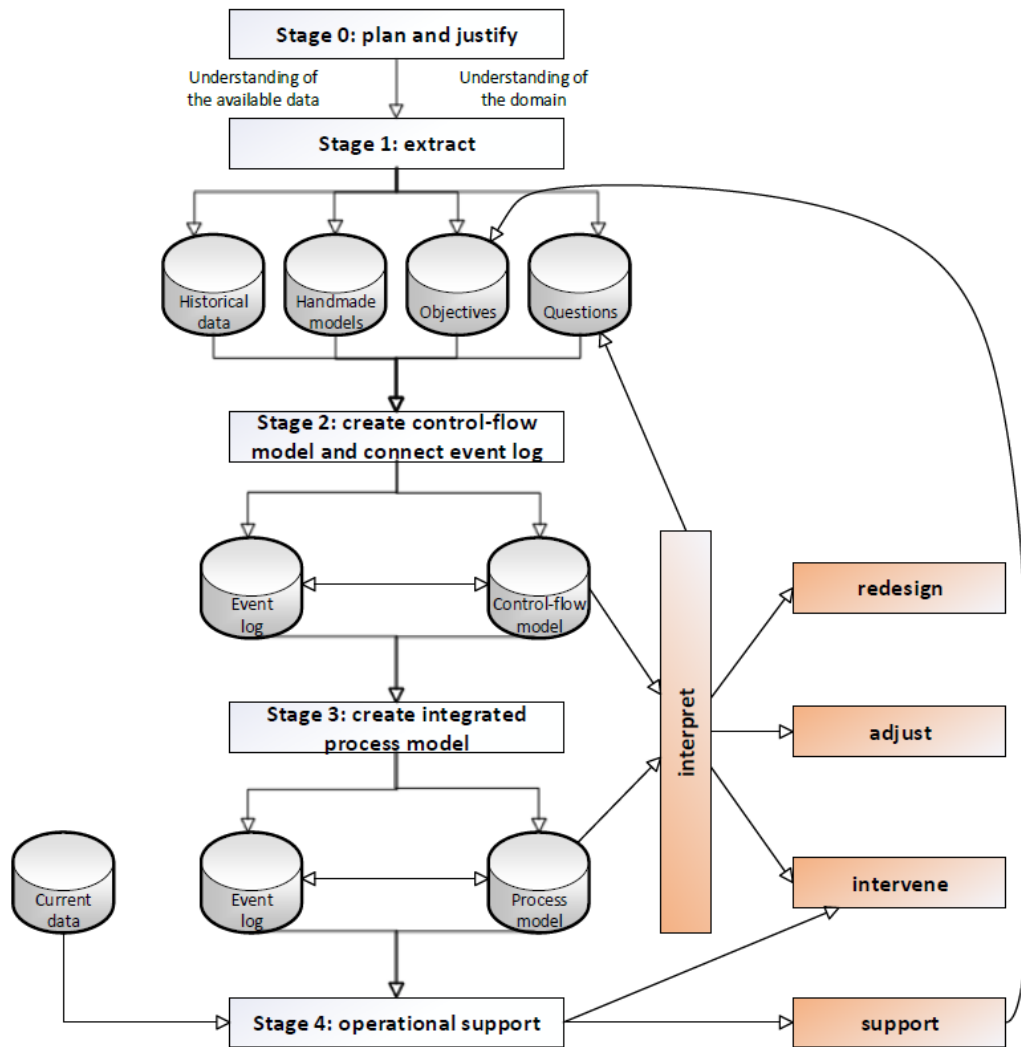 Stage 0: plan and justify
Understanding of
the available data
Understanding of
the domain
Stage 1: extract
Historical
data
Handmade
models
Objectives
Questions
Stage 2: create control-flow
model and connect event log
Event
log
Control-flow
model
interpret
redesign
Stage 3: create integrated
process model
adjust
Current
data
Event
log
Process
model
intervene
Stage 4: operational support
support